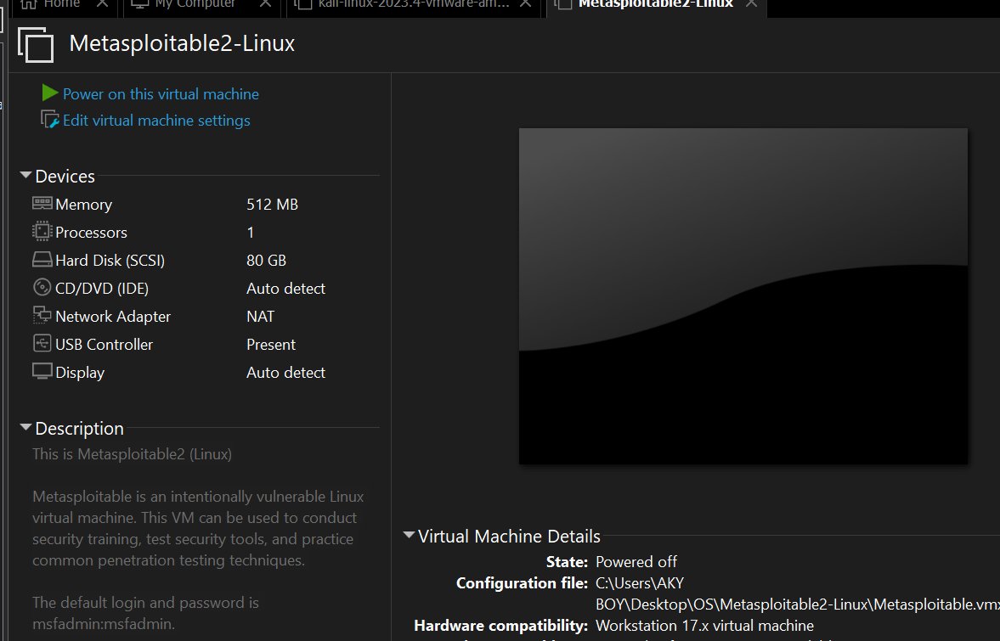 Home
My Computer
kali-linux-2023.4-vmware-am...
Metasploitable2-Linux
Metasploitable2-Linux
Power on this virtual machine
Edit virtual machine settings
Devices
Memory 512 MB
Processors 1
Hard Disk (SCSI) 80 GB
CD/DVD (IDE) Auto detect
Network Adapter NAT
USB Controller Present
Display Auto detect
Description
This is Metasploitable2 (Linux)
Metasploitable is an intentionally vulnerable Linux
virtual machine. This VM can be used to conduct
security training, test security tools, and practice
common penetration testing techniques.
The default login and password is
msfadmin:msfadmin.
Virtual Machine Details
State: Powered off
Configuration file: C:\Users\AKY
BOY\Desktop\OS\Metasploitable2-Linux\Metasploitable.vmx
Hardware compatibility: Workstation 17.x virtual machine